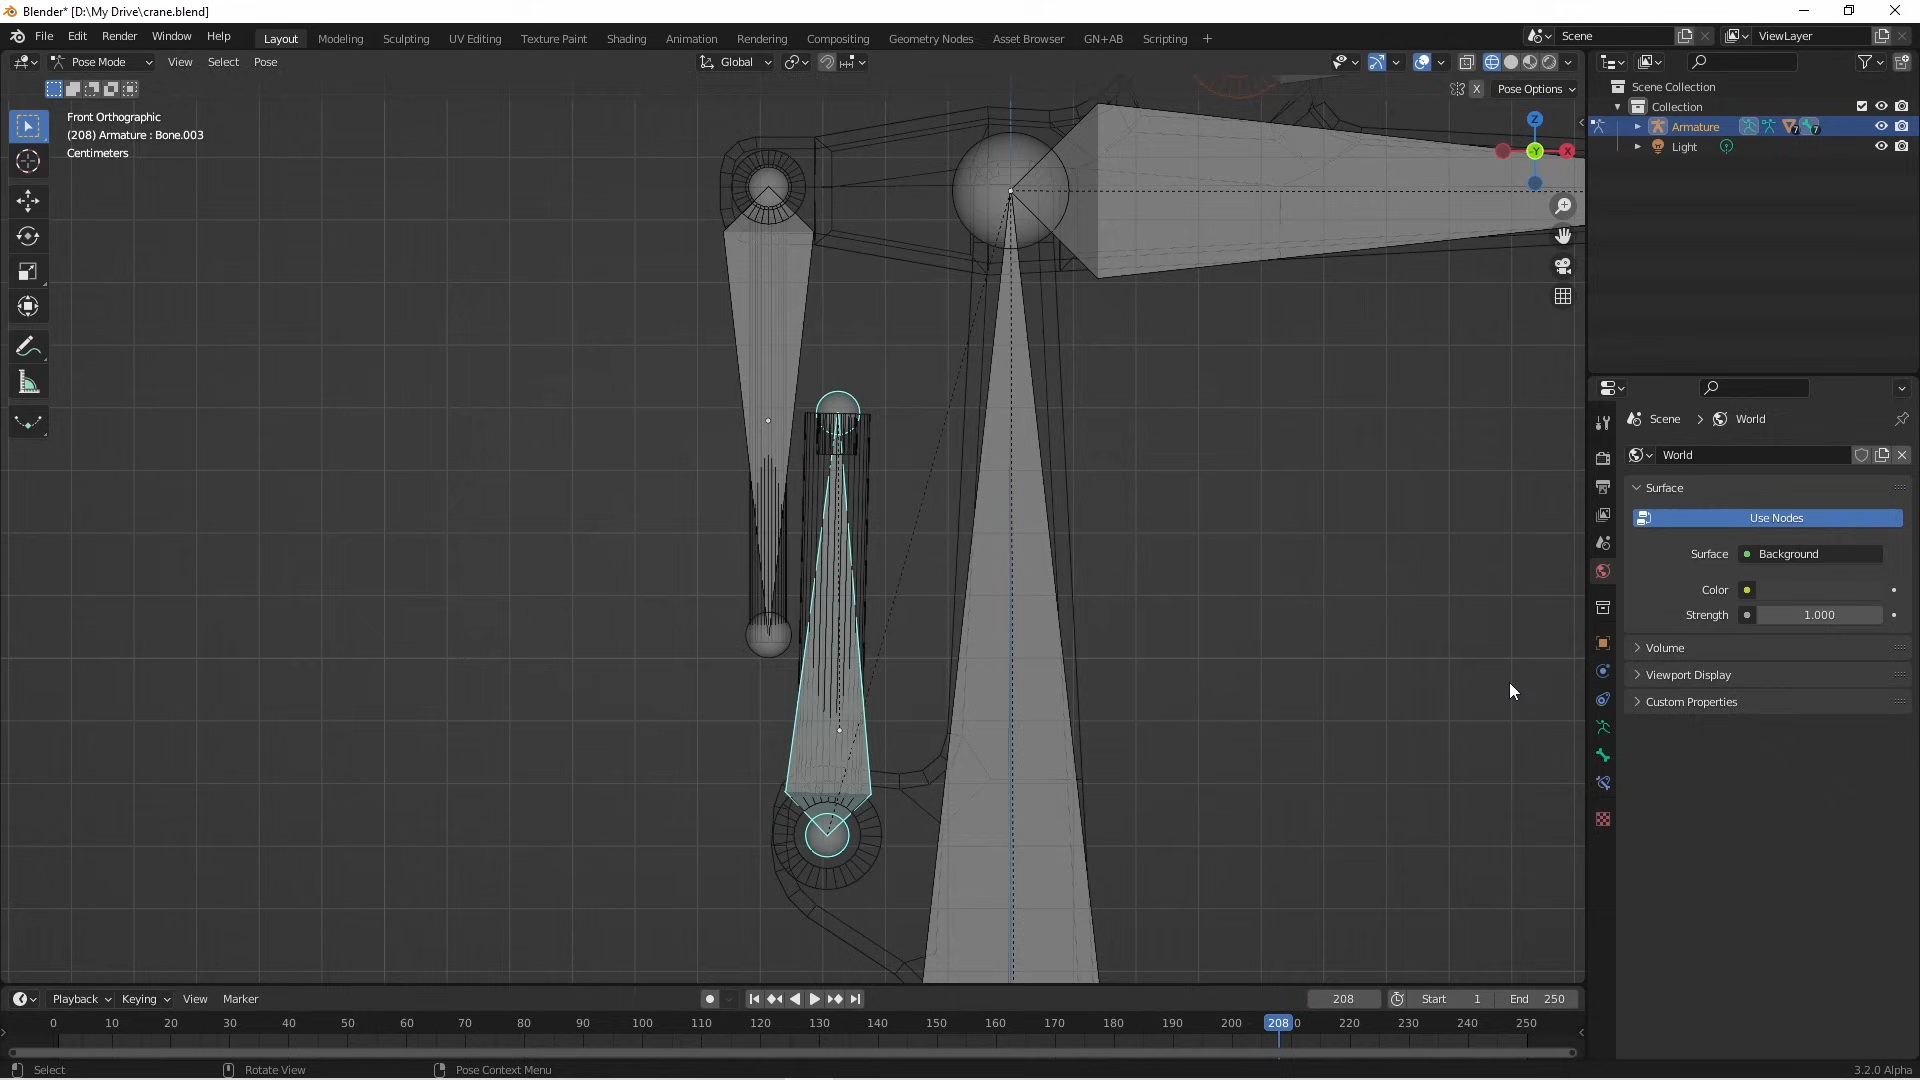 Blender* [D:\My Drive\crane.blend]
File Edit Render Window Help Layout Modeling Sculpting UV Editing Texture Paint Shading Animation Rendering Compositing Geometry Nodes Asset Browser GN+AB Scripting + Scene ViewLayer
Pose Mode View Select Pose Global
X Pose Options
Front Orthographic
(208) Armature : Bone.003
Centimeters
Z
Y
X
Scene Collection
Collection
Armature 7 7
Light
Scene > World
World
Surface
Use Nodes
Surface Background
Color
Strength 1.000
Volume
Viewport Display
Custom Properties
Playback Keying View Marker 208 Start 1 End 250
0 10 20 30 40 50 60 70 80 90 100 110 120 130 140 150 160 170 180 190 200 208 0 220 230 240 250
Select Rotate View Pose Context Menu 3.2.0 Alpha